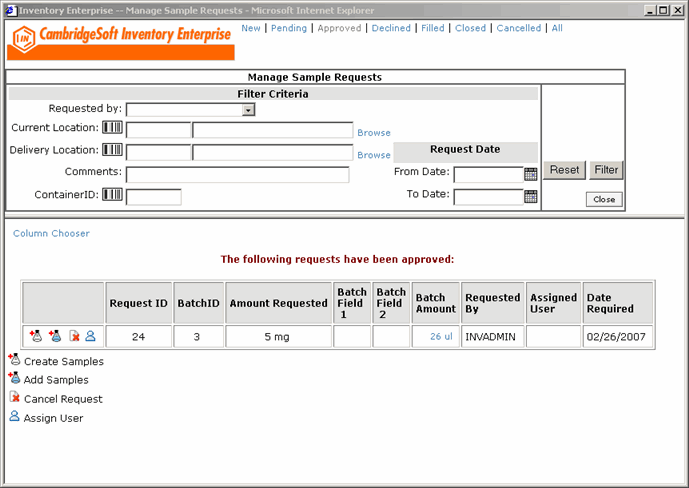 Inventory Enterprise -- Manage Sample Requests - Microsoft Internet Explorer
New | Pending | Approved | Declined | Filled | Closed | Cancelled | All
CambridgeSoft Inventory Enterprise
Manage Sample Requests
Filter Criteria
Requested by:
Current Location: Browse
Delivery Location: Browse Request Date
Comments: From Date: Reset Filter
ContainerID: To Date: Close
Column Chooser
The following requests have been approved:
Request ID BatchID Amount Requested Batch Field 1 Batch Field 2 Batch Amount Requested By Assigned User Date Required
24 3 5 mg 26 ul INVADMIN 02/26/2007
Create Samples
Add Samples
Cancel Request
Assign User